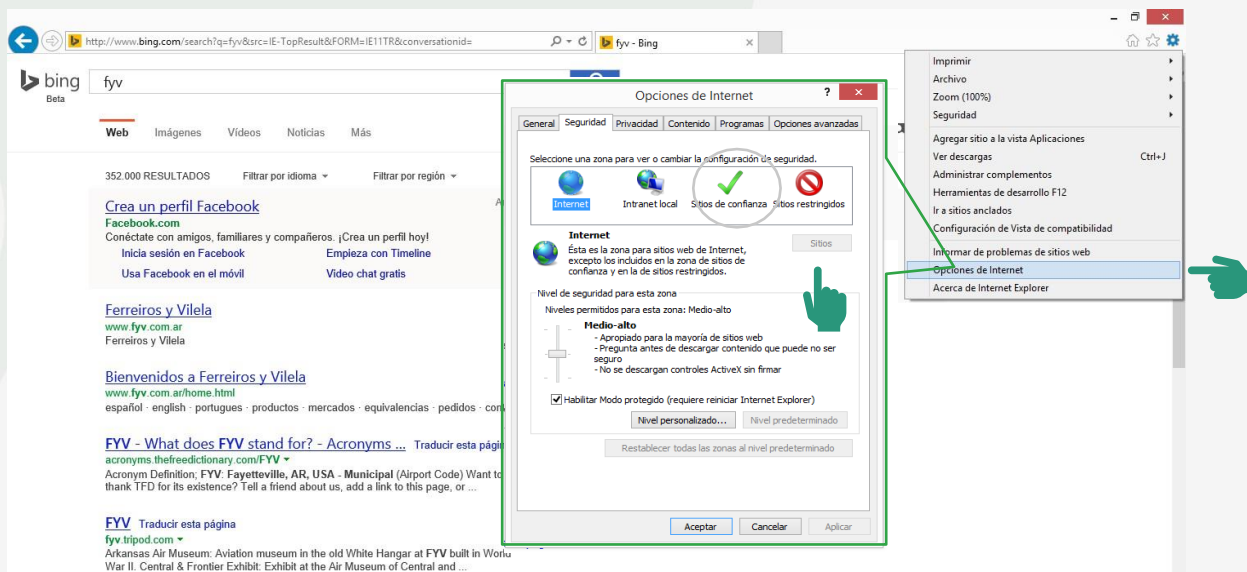 http://www.bing.com/search?q=fyv&src=IE-TopResult&FORM=IE11TR&conversationid=
fyv - Bing
bing
Beta
fyv
Web Imágenes Vídeos Noticias Más
352.000 RESULTADOS Filtrar por idioma Filtrar por región
Crea un perfil Facebook
Facebook.com
Conéctate con amigos, familiares y compañeros. ¡Crea un perfil hoy!
Inicia sesión en Facebook Empieza con Timeline
Usa Facebook en el móvil Video chat gratis
Ferreiros y Vilela
www.fyv.com.ar
Ferreiros y Vilela
Bienvenidos a Ferreiros y Vilela
www.fyv.com.ar/home.html
español · english · portugues · productos · mercados · equivalencias · pedidos ·
FYV - What does FYV stand for? - Acronyms ... Traducir esta página
acronyms.thefreedictionary.com/FYV
Acronym Definition; FYV: Fayetteville, AR, USA - Municipal (Airport Code) Want to
thank TFD for its existence? Tell a friend about us, add a link to this page, or ...
FYV Traducir esta página
fyv.tripod.com
Arkansas Air Museum: Aviation museum in the old White Hangar at FYV built in World
War II. Central & Frontier Exhibit: Exhibit at the Air Museum of Central and ...
Opciones de Internet
General Seguridad Privacidad Contenido Programas Opciones avanzadas
Seleccione una zona para ver o cambiar la configuración de seguridad.
Internet Intranet local Sitios de confianza Sitios restringidos
Internet
Sitios
Ésta es la zona para sitios web de Internet,
excepto los incluidos en la zona de sitios de
confianza y en la de sitios restringidos.
Nivel de seguridad para esta zona
Niveles permitidos para esta zona: Medio-alto
Medio-alto
- Apropiado para la mayoría de sitios web
- Pregunta antes de descargar contenido que puede no ser
seguro
- No se descargan controles ActiveX sin firmar
Habilitar Modo protegido (requiere reiniciar Internet Explorer)
Nivel personalizado... Nivel predeterminado
Restablecer todas las zonas al nivel predeterminado
Aceptar Cancelar Aplicar
Imprimir
Archivo
Zoom (100%)
Seguridad
Agregar sitio a la vista Aplicaciones
Ver descargas Ctrl+J
Administrar complementos
Herramientas de desarrollo F12
Ir a sitios anclados
Configuración de Vista de compatibilidad
Informar de problemas de sitios web
Opciones de Internet
Acerca de Internet Explorer